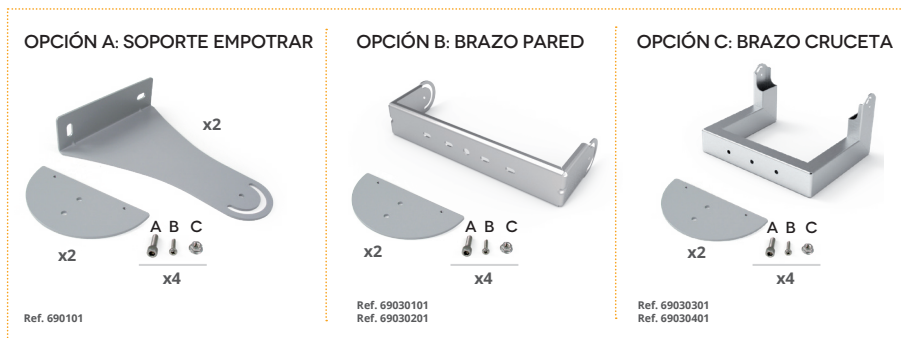 OPCIÓN A: SOPORTE EMPOTRAR
x2
x2
A B C
x4
Ref. 690101
OPCIÓN B: BRAZO PARED
x2
A B C
x4
Ref. 69030101
Ref. 69030201
OPCIÓN C: BRAZO CRUCETA
x2
A B C
x4
Ref. 69030301
Ref. 69030401